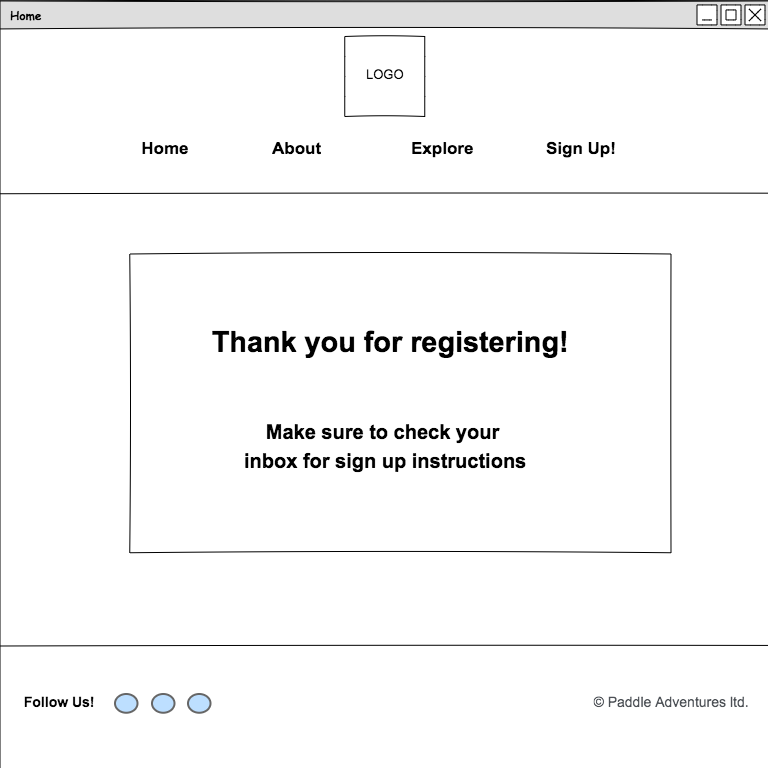 Home
LOGO
Home About Explore Sign Up!
Thank you for registering!
Make sure to check your
inbox for sign up instructions
Follow Us! © Paddle Adventures ltd.